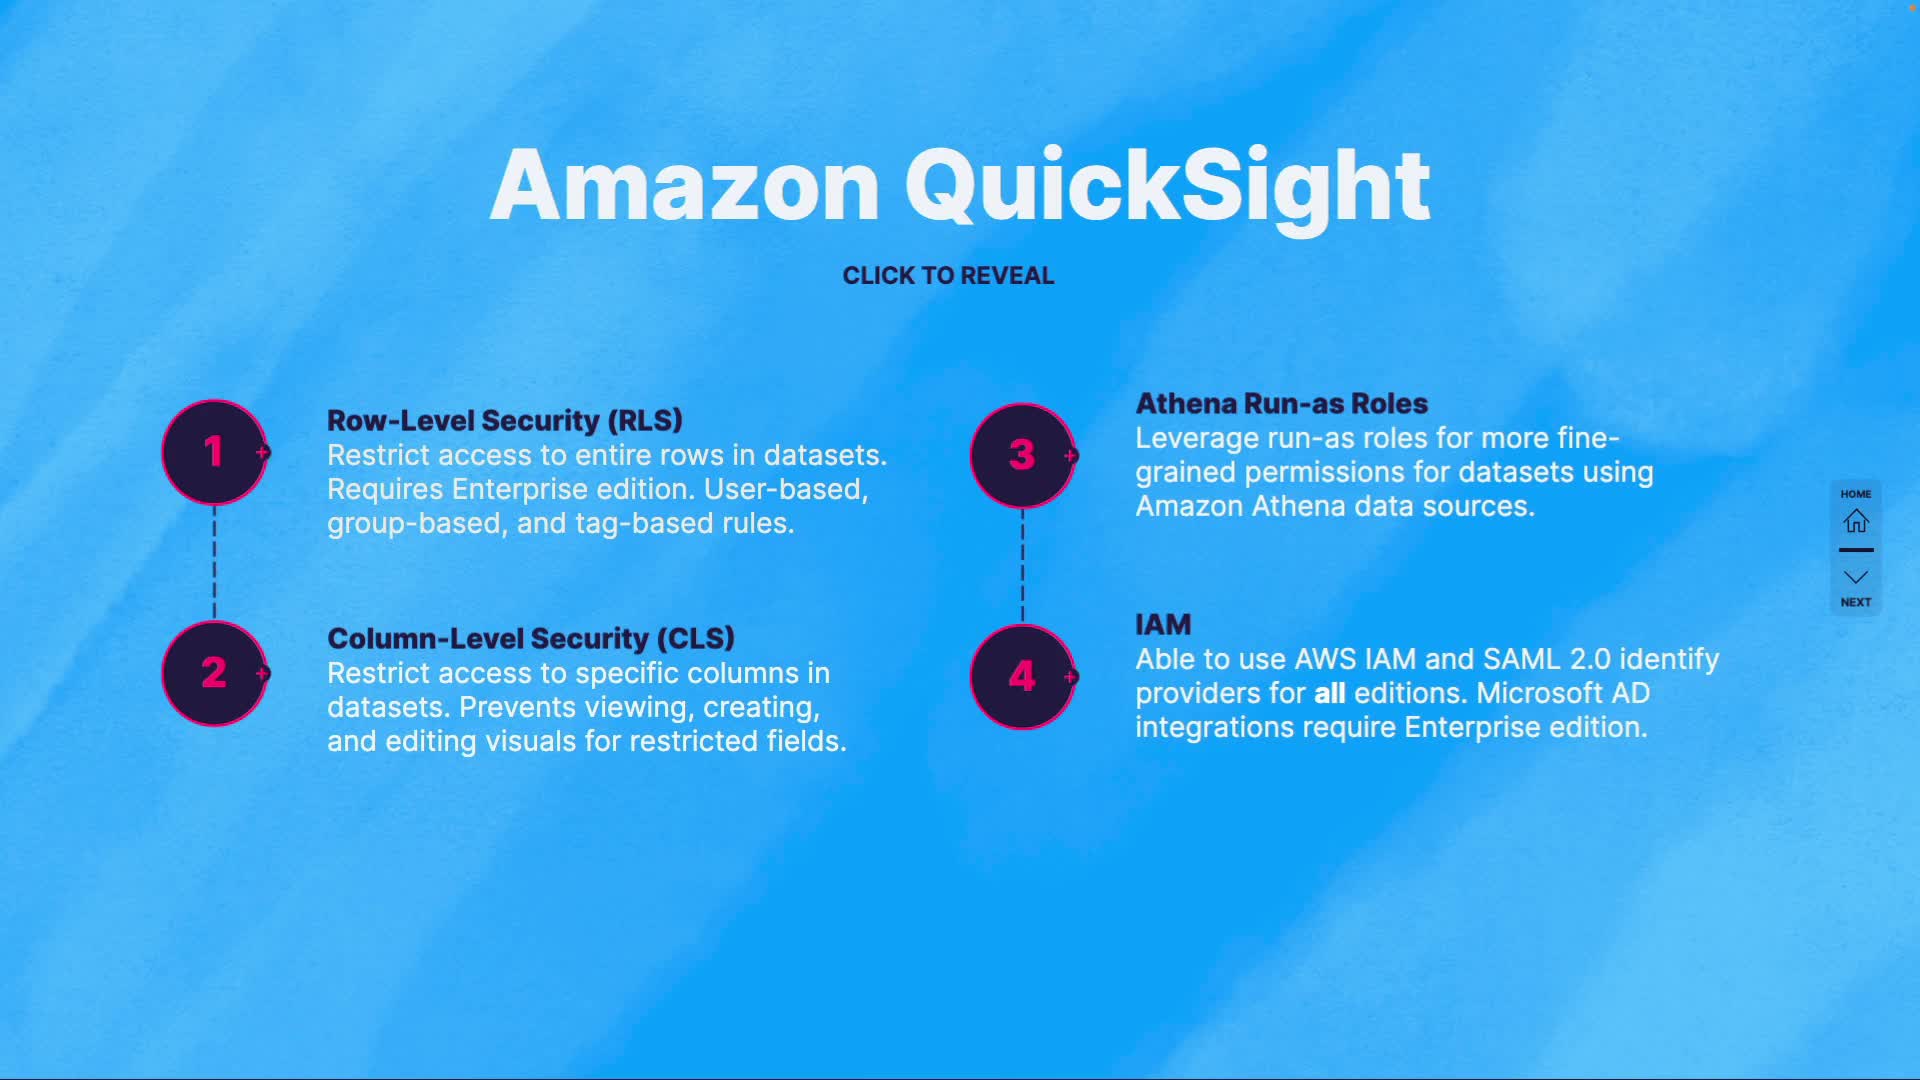 Amazon QuickSight
CLICK TO REVEAL
1
+
Row-Level Security (RLS)
Restrict access to entire rows in datasets.
Requires Enterprise edition. User-based,
group-based, and tag-based rules.
2
+
Column-Level Security (CLS)
Restrict access to specific columns in
datasets. Prevents viewing, creating,
and editing visuals for restricted fields.
3
+
Athena Run-as Roles
Leverage run-as roles for more fine-
grained permissions for datasets using
Amazon Athena data sources.
4
+
IAM
Able to use AWS IAM and SAML 2.0 identify
providers for all editions. Microsoft AD
integrations require Enterprise edition.
HOME
NEXT